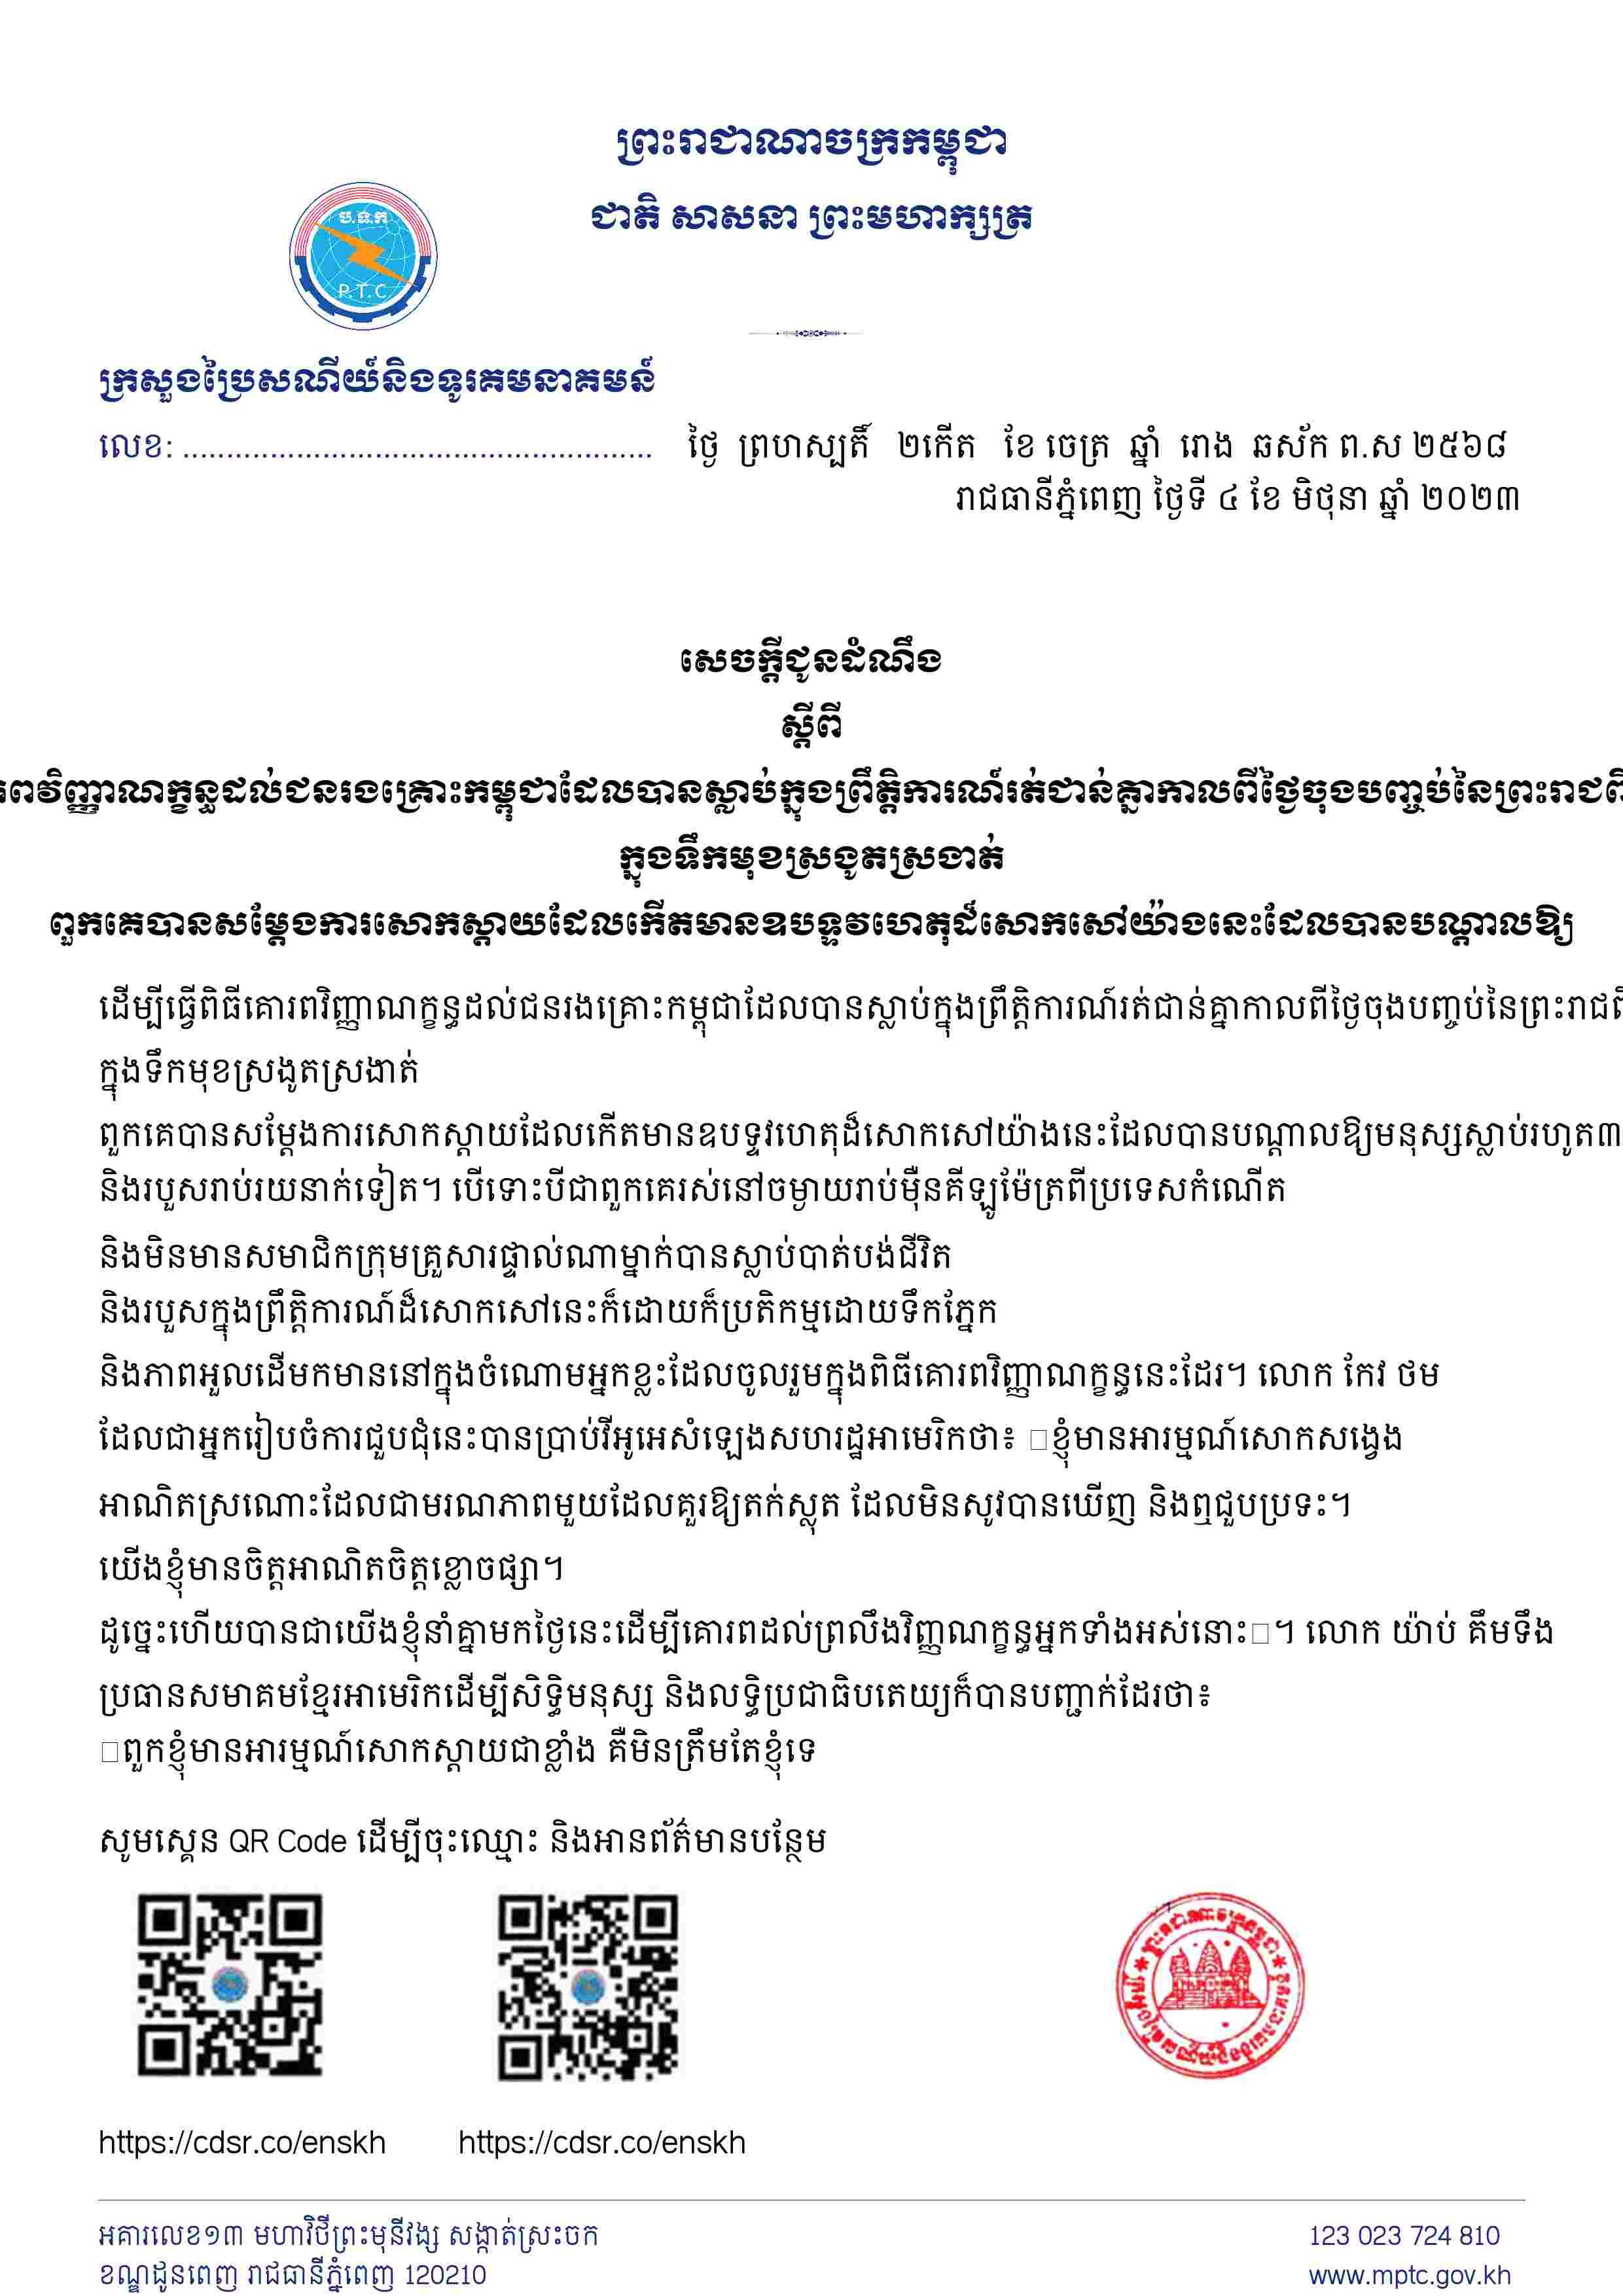 ព្រះរាជាណាចក្រកម្ពុជា
ជាតិ សាសនា ព្រះមហាក្សត្រ
ប.ទ.ក
P.T.C
ក្រសួងប្រៃសណីយ៍និងទូរគមនាគមន៍
លេខ: ......................................................
ថ្ងៃ ព្រហស្បតិ៍ ២កើត ខែ ចេត្រ ឆ្នាំ រោង ឆស័ក ព.ស ២៥៦៨
រាជធានីភ្នំពេញ ថ្ងៃទី ៤ ខែ មិថុនា ឆ្នាំ ២០២៣
សេចក្តីជូនដំណឹង
ស្តីពី
ពវិញ្ញាណក្ខន្ធដល់ជនរងគ្រោះកម្ពុជាដែលបានស្លាប់ក្នុងព្រឹត្តិការណ៍រត់ជាន់គ្នាកាលពីថ្ងៃចុងបញ្ចប់នៃព្រះរាជពិ
ក្នុងទឹកមុខស្រងូតស្រងាត់
ពួកគេបានសម្តែងការសោកស្តាយដែលកើតមានឧបទ្ទវហេតុដ៏សោកសៅយ៉ាងនេះដែលបានបណ្តាលឱ្យ
ដើម្បីធ្វើពិធីគោរពវិញ្ញាណក្ខន្ធដល់ជនរងគ្រោះកម្ពុជាដែលបានស្លាប់ក្នុងព្រឹត្តិការណ៍រត់ជាន់គ្នាកាលពីថ្ងៃចុងបញ្ចប់នៃព្រះរាជពិ
ក្នុងទឹកមុខស្រងូតស្រងាត់
ពួកគេបានសម្តែងការសោកស្តាយដែលកើតមានឧបទ្ទវហេតុដ៏សោកសៅយ៉ាងនេះដែលបានបណ្តាលឱ្យមនុស្សស្លាប់រហូត៣
និងរបួសរាប់រយនាក់ទៀត។ បើទោះបីជាពួកគេរស់នៅចម្ងាយរាប់ម៉ឺនគីឡូម៉ែត្រពីប្រទេសកំណើត
និងមិនមានសមាជិកក្រុមគ្រួសារផ្ទាល់ណាម្នាក់បានស្លាប់បាត់បង់ជីវិត
និងរបួសក្នុងព្រឹត្តិការណ៍ដ៏សោកសៅនេះក៏ដោយក៏ប្រតិកម្មដោយទឹកភ្នែក
និងភាពអួលដើមកមាននៅក្នុងចំណោមអ្នកខ្លះដែលចូលរួមក្នុងពិធីគោរពវិញ្ញាណក្ខន្ធនេះដែរ។ លោក កែវ ថម
ដែលជាអ្នករៀបចំការជួបជុំនេះបានប្រាប់វីអូអេសំឡេងសហរដ្ឋអាមេរិកថា៖ ខ្ញុំមានអារម្មណ៍សោកសង្វេង
អាណិតស្រណោះដែលជាមរណភាពមួយដែលគួរឱ្យតក់ស្លុត ដែលមិនសូវបានឃើញ និងឮជួបប្រទះ។
យើងខ្ញុំមានចិត្តអាណិតចិត្តខ្លោចផ្សា។
ដូច្នេះហើយបានជាយើងខ្ញុំនាំគ្នាមកថ្ងៃនេះដើម្បីគោរពដល់ព្រលឹងវិញ្ញណក្ខន្ធអ្នកទាំងអស់នោះ។ លោក យ៉ាប់ គឹមទឹង
ប្រធានសមាគមខ្មែរអាមេរិកដើម្បីសិទ្ធិមនុស្ស និងលទ្ធិប្រជាធិបតេយ្យក៏បានបញ្ជាក់ដែរថា៖
ពួកខ្ញុំមានអារម្មណ៍សោកស្តាយជាខ្លាំង គឺមិនត្រឹមតែខ្ញុំទេ
សូមស្កេន QR Code ដើម្បីចុះឈ្មោះ និងអានព័ត៌មានបន្ថែម
ព្រះរាជាណាចក្រកម្ពុជា
ក្រសួងប្រៃសណីយ៍និងទូរគមនាគមន៍
https://cdsr.co/enskh https://cdsr.co/enskh
អគារលេខ១៣ មហាវិថីព្រះមុនីវង្ស សង្កាត់ស្រះចក
ខណ្ឌដូនពេញ រាជធានីភ្នំពេញ 120210
123 023 724 810
www.mptc.gov.kh